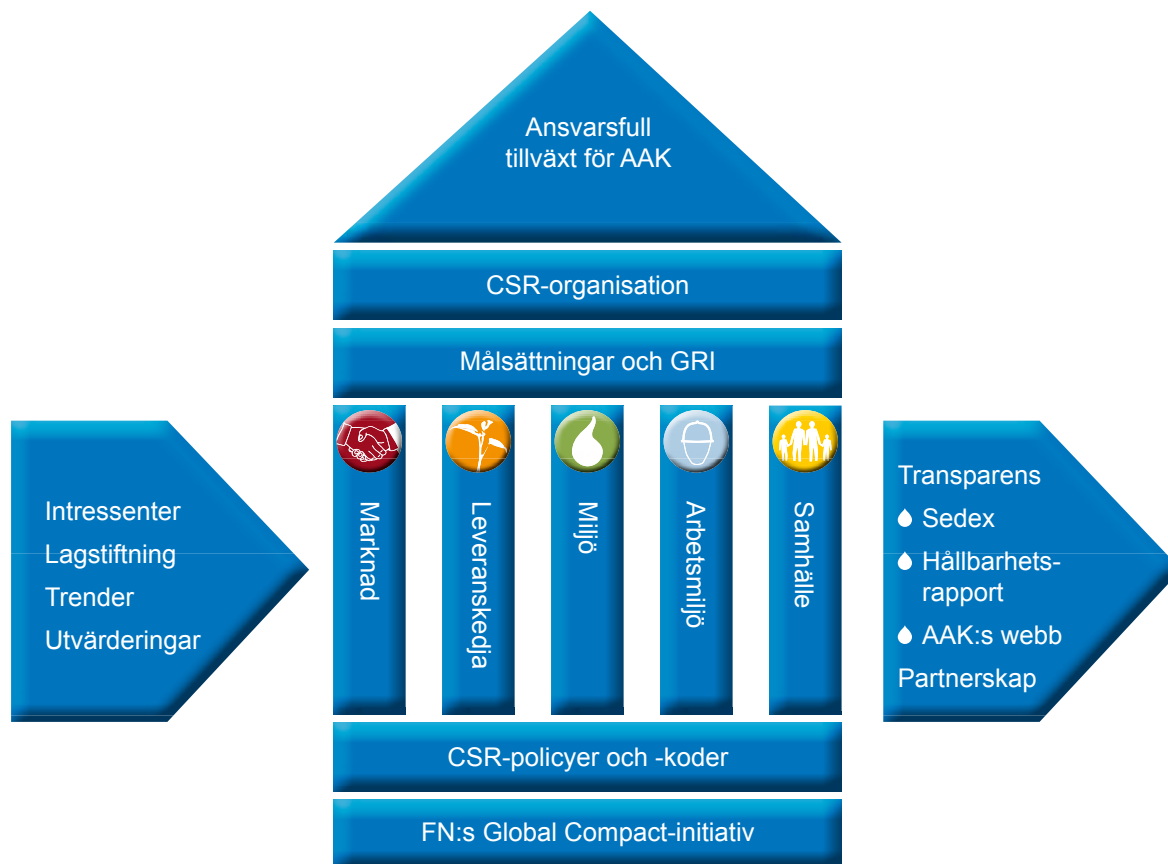 Ansvarsfull
tillväxt för AAK
CSR-organisation
Målsättningar och GRI
Intressenter
Lagstiftning
Trender
Utvärderingar
Marknad
Leveranskedja
Miljö
Arbetsmiljö
Samhälle
Transparens
Sedex
Hållbarhets-
rapport
AAK:s webb
Partnerskap
CSR-policyer och -koder
FN:s Global Compact-initiativ